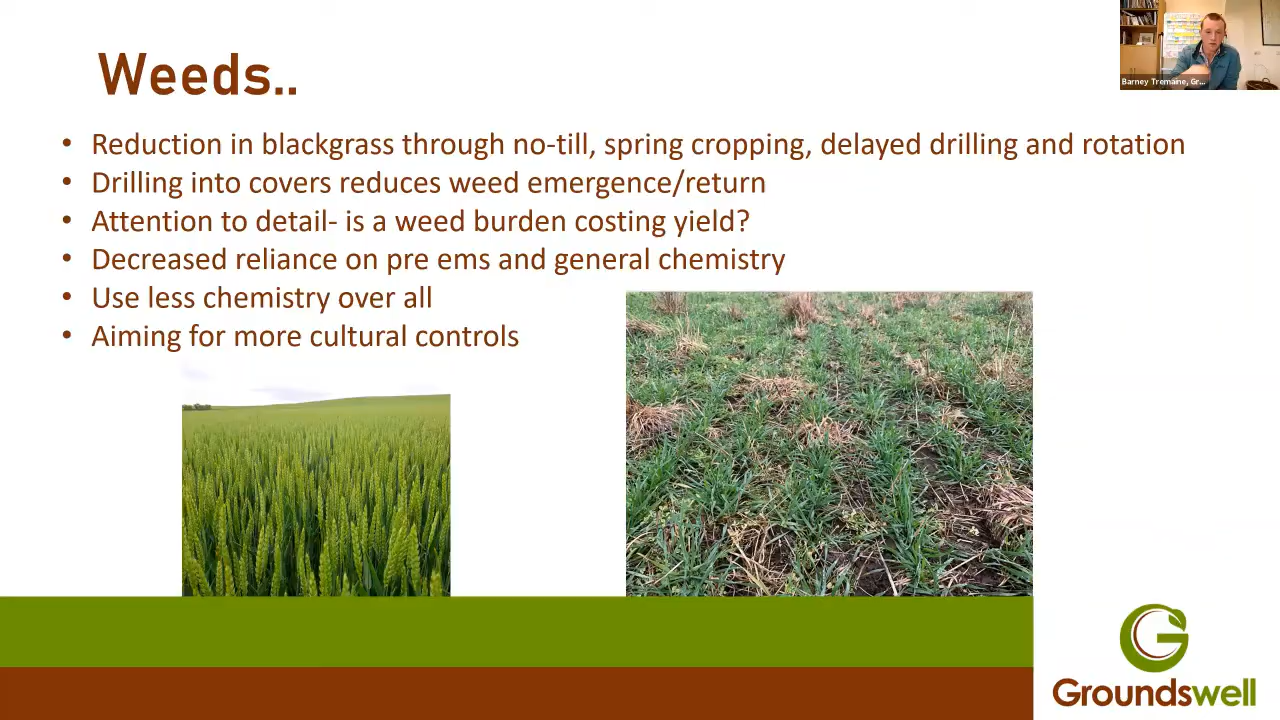 Weeds..
• Reduction in blackgrass through no-till, spring cropping, delayed drilling and rotation
• Drilling into covers reduces weed emergence/return
• Attention to detail- is a weed burden costing yield?
• Decreased reliance on pre ems and general chemistry
• Use less chemistry over all
• Aiming for more cultural controls
Barney Tremaine, Gr...
Groundswell